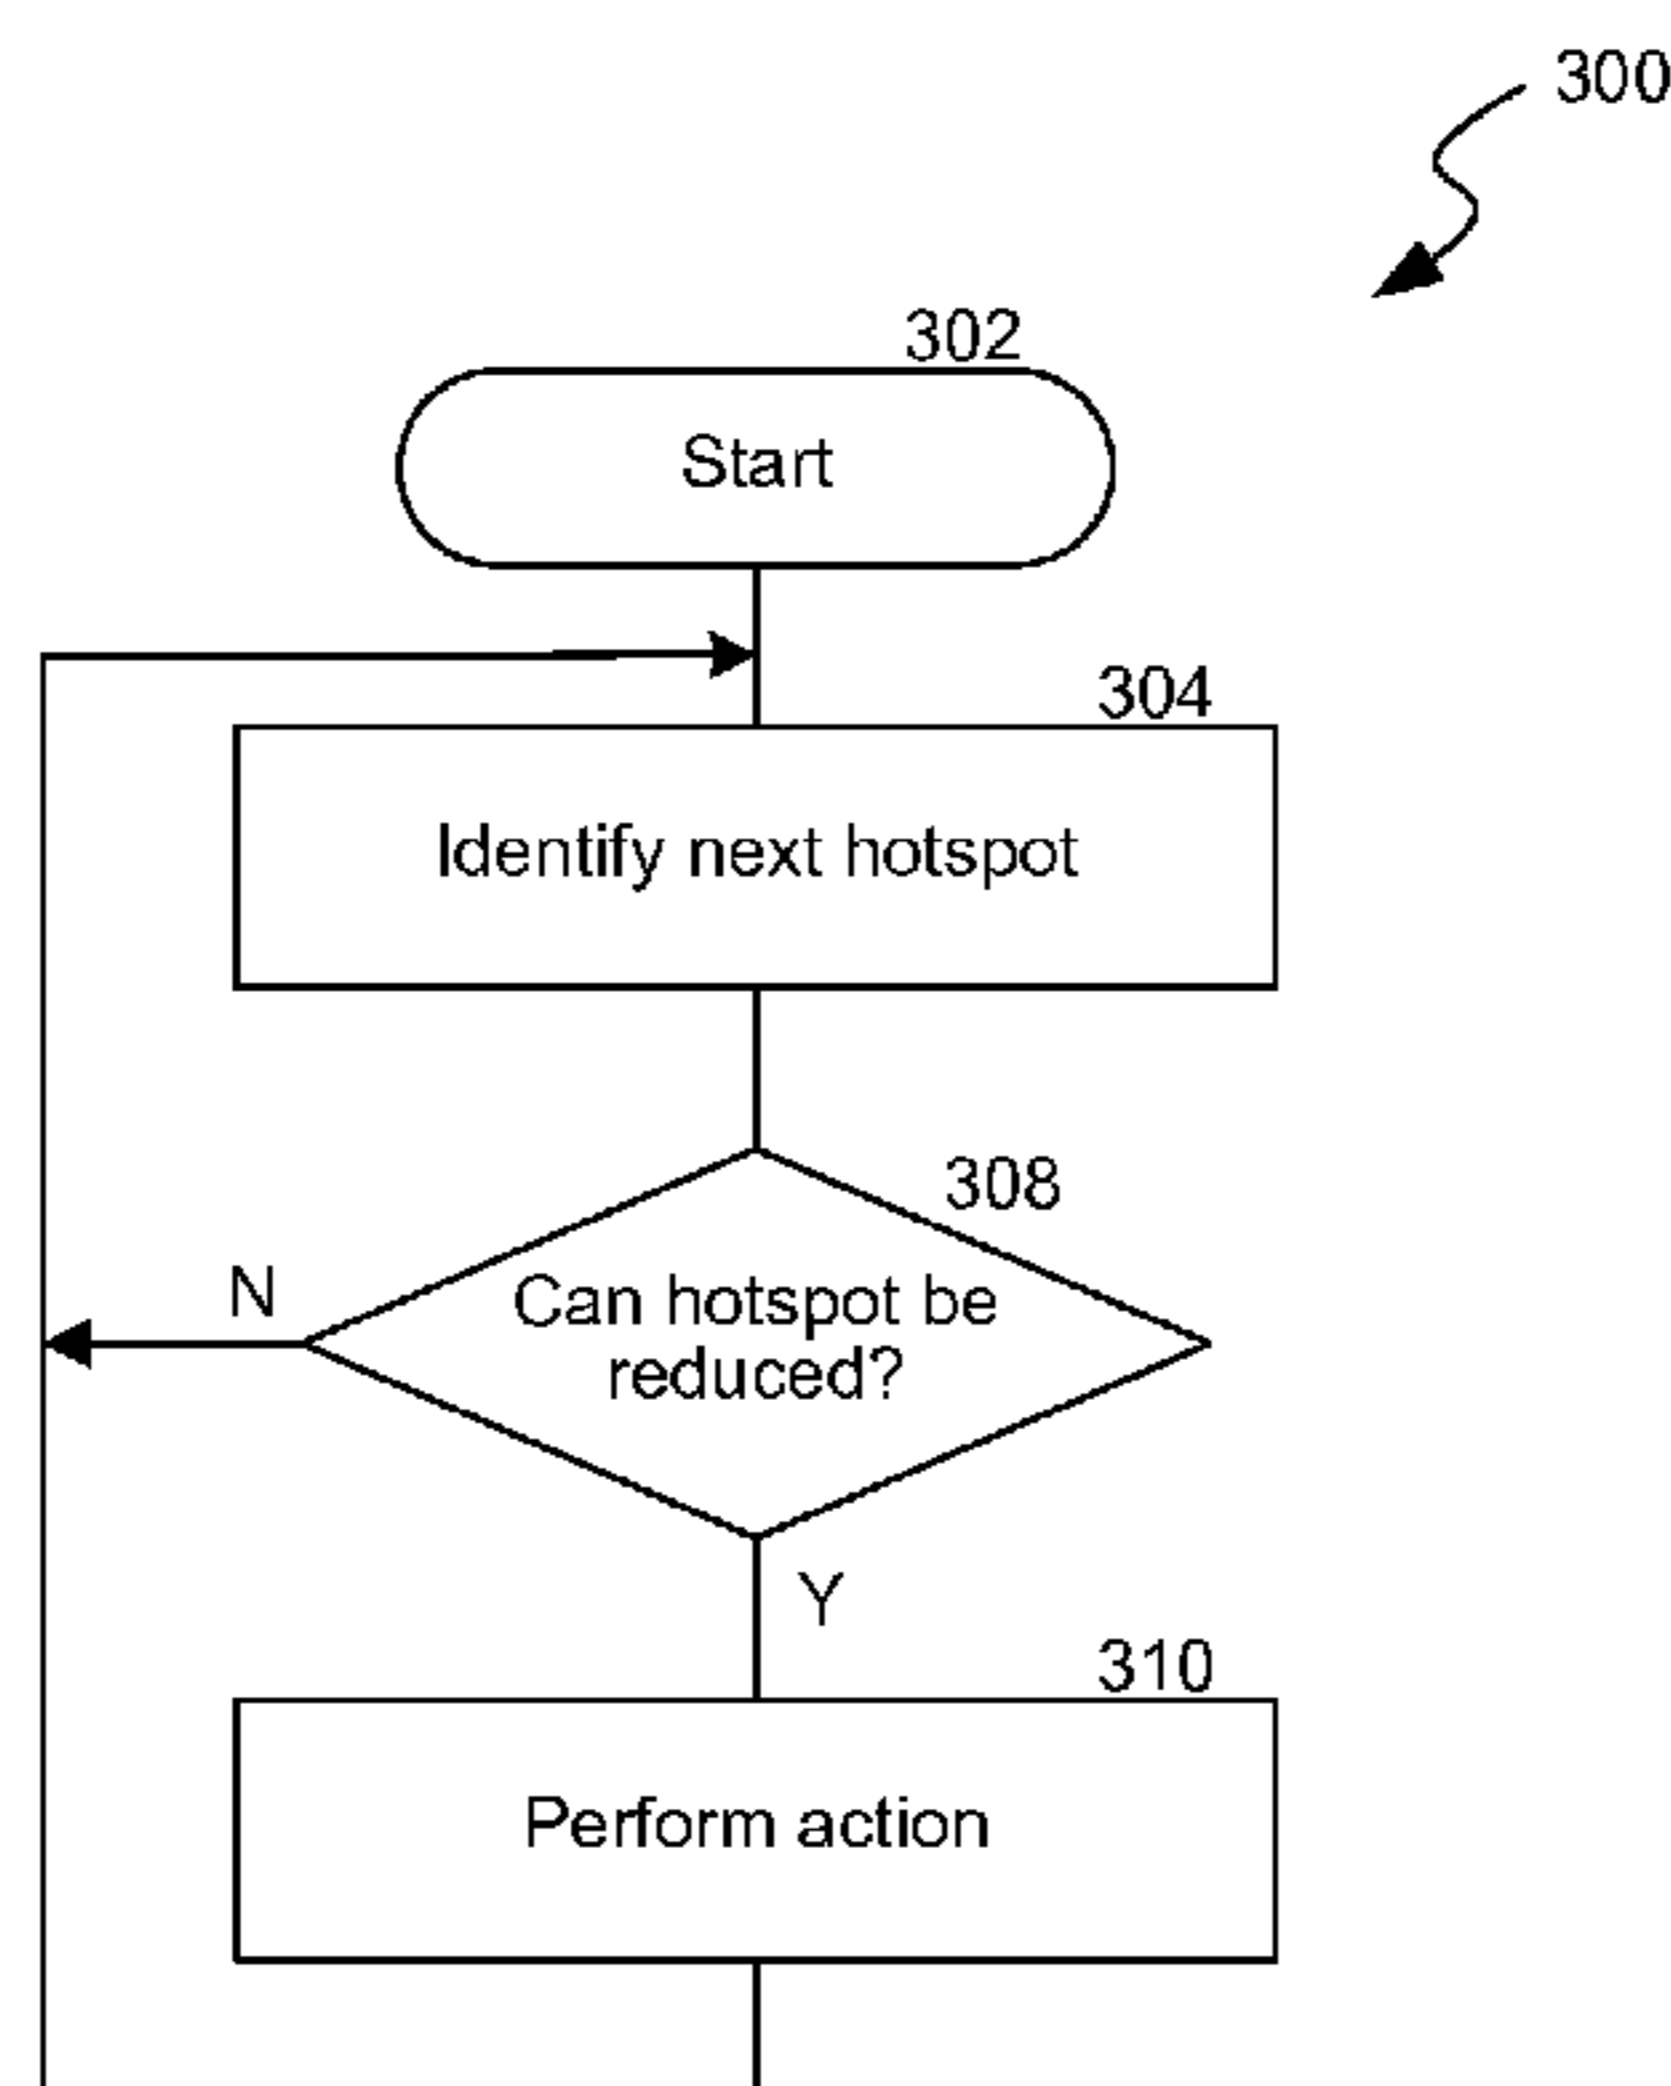 300
302
Start
304
Identify next hotspot
308
Can hotspot be
reduced?
N
Y
310
Perform action